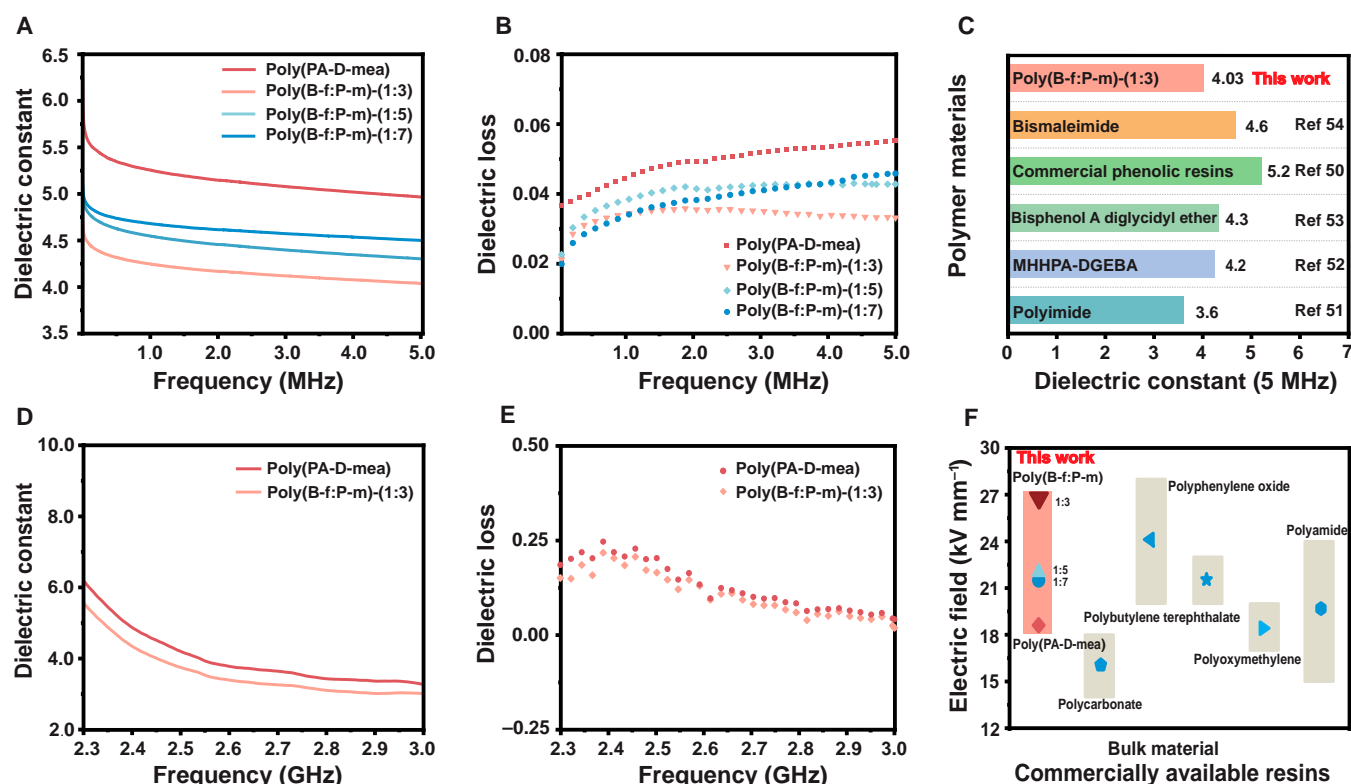 A
6.5
6.0
5.5
5.0
4.5
4.0
3.5
Dielectric constant
Poly(PA-D-mea)
Poly(B-f:P-m)-(1:3)
Poly(B-f:P-m)-(1:5)
Poly(B-f:P-m)-(1:7)
1.0 2.0 3.0 4.0 5.0
Frequency (MHz)
B
0.08
0.06
0.04
0.02
0.00
Dielectric loss
Poly(PA-D-mea)
Poly(B-f:P-m)-(1:3)
Poly(B-f:P-m)-(1:5)
Poly(B-f:P-m)-(1:7)
1.0 2.0 3.0 4.0 5.0
Frequency (MHz)
C
Polymer materials
Poly(B-f:P-m)-(1:3) 4.03 This work
Bismaleimide 4.6 Ref 54
Commercial phenolic resins 5.2 Ref 50
Bisphenol A diglycidyl ether 4.3 Ref 53
MHHPA-DGEBA 4.2 Ref 52
Polyimide 3.6 Ref 51
0 1 2 3 4 5 6 7
Dielectric constant (5 MHz)
D
10.0
8.0
6.0
4.0
2.0
Dielectric constant
Poly(PA-D-mea)
Poly(B-f:P-m)-(1:3)
2.3 2.4 2.5 2.6 2.7 2.8 2.9 3.0
Frequency (GHz)
E
0.50
0.25
0.00
−0.25
Dielectric loss
Poly(PA-D-mea)
Poly(B-f:P-m)-(1:3)
2.3 2.4 2.5 2.6 2.7 2.8 2.9 3.0
Frequency (GHz)
F
30
27
24
21
18
15
12
Electric field (kV mm⁻¹)
This work
Poly(B-f:P-m)
1:3
1:5
1:7
Poly(PA-D-mea)
Polycarbonate
Polyphenylene oxide
Polybutylene terephthalate
Polyoxymethylene
Polyamide
Bulk material
Commercially available resins